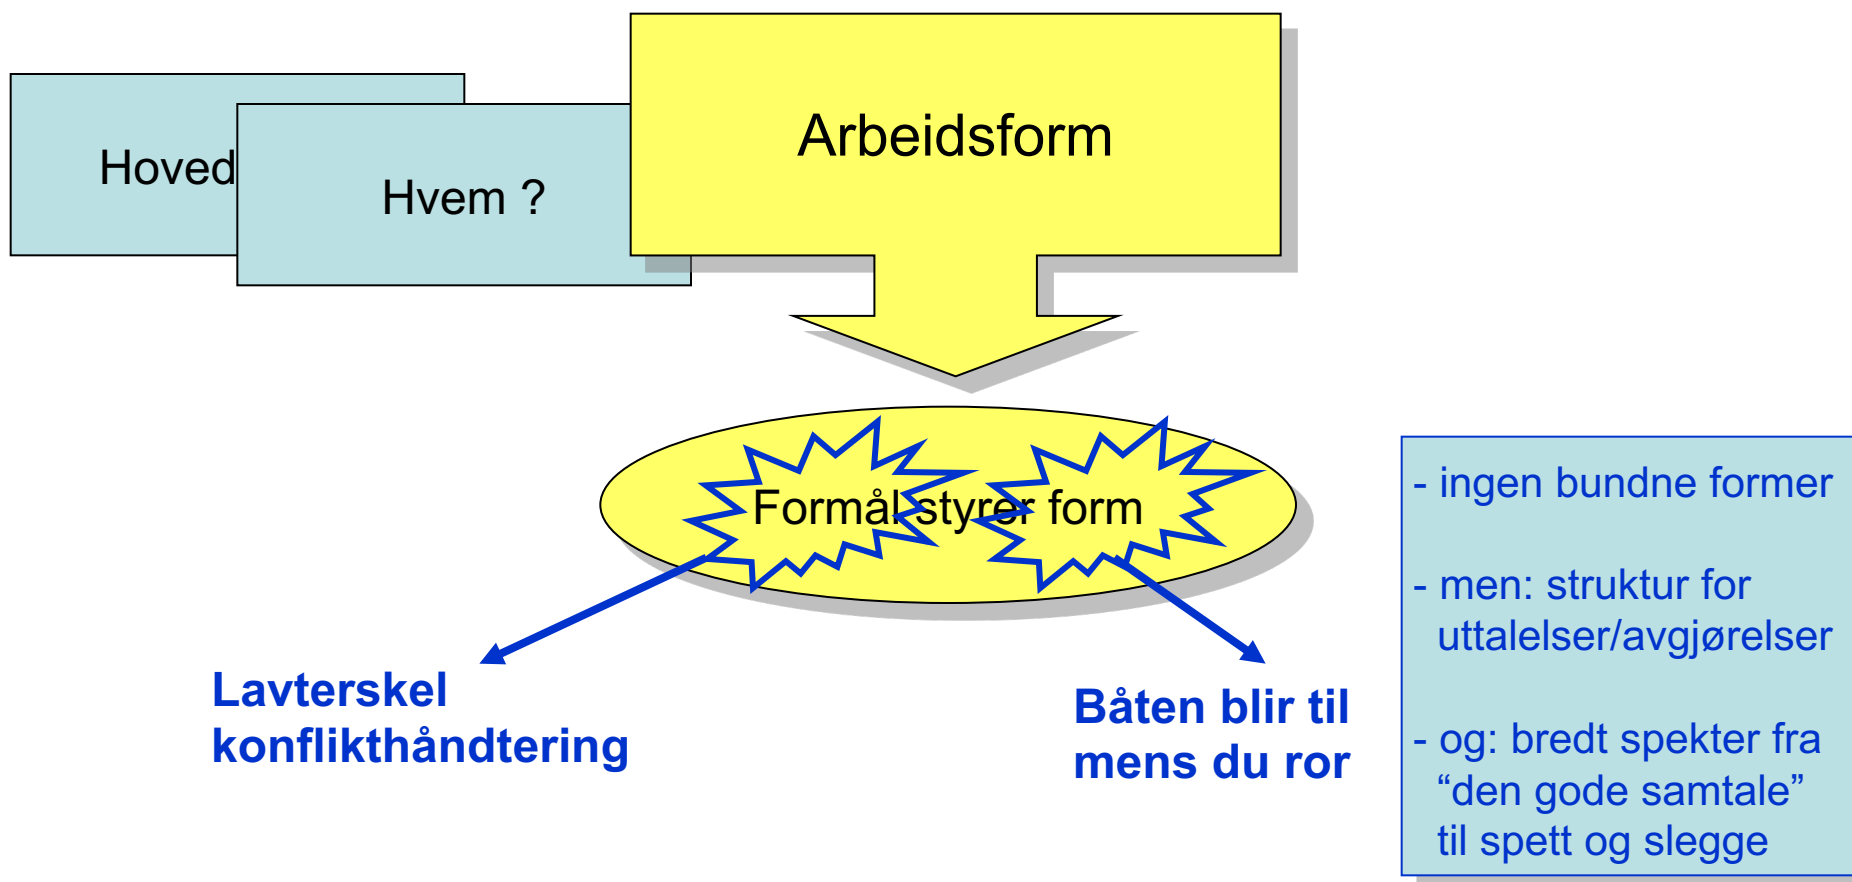 Hoved
Hvem ?
Arbeidsform
Formål styrer form
Lavterskel
konflikthåndtering
Båten blir til
mens du ror
- ingen bundne former
- men: struktur for
uttalelser/avgjørelser
- og: bredt spekter fra
“den gode samtale”
til spett og slegge